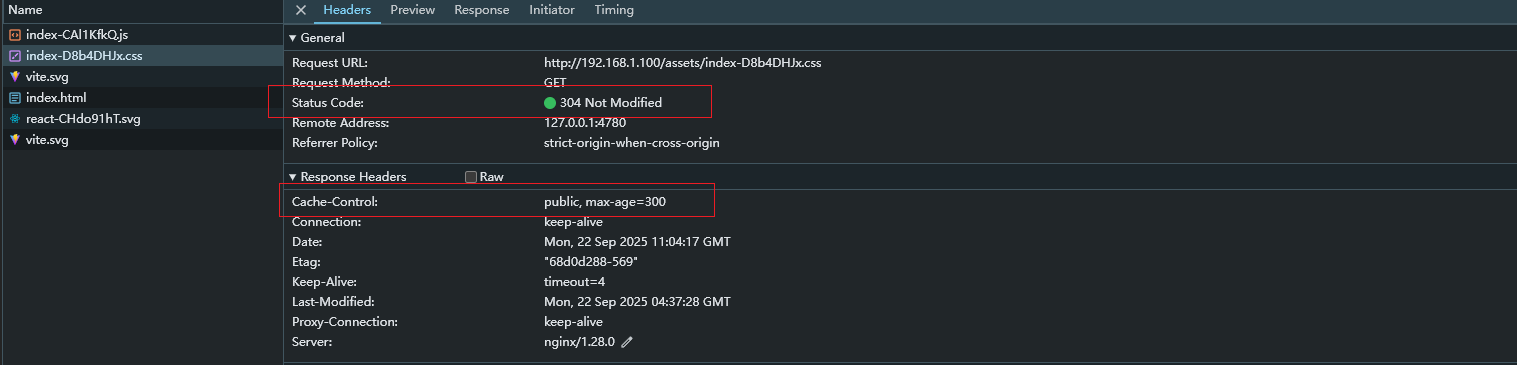 Name
index-CAl1KfkQ.js
index-D8b4DHJx.css
vite.svg
index.html
react-CHdo91hT.svg
vite.svg
Headers Preview Response Initiator Timing
General
Request URL: http://192.168.1.100/assets/index-D8b4DHJx.css
Request Method: GET
Status Code: 304 Not Modified
Remote Address: 127.0.0.1:4780
Referrer Policy: strict-origin-when-cross-origin
Response Headers Raw
Cache-Control: public, max-age=300
Connection: keep-alive
Date: Mon, 22 Sep 2025 11:04:17 GMT
Etag: "68d0d288-569"
Keep-Alive: timeout=4
Last-Modified: Mon, 22 Sep 2025 04:37:28 GMT
Proxy-Connection: keep-alive
Server: nginx/1.28.0